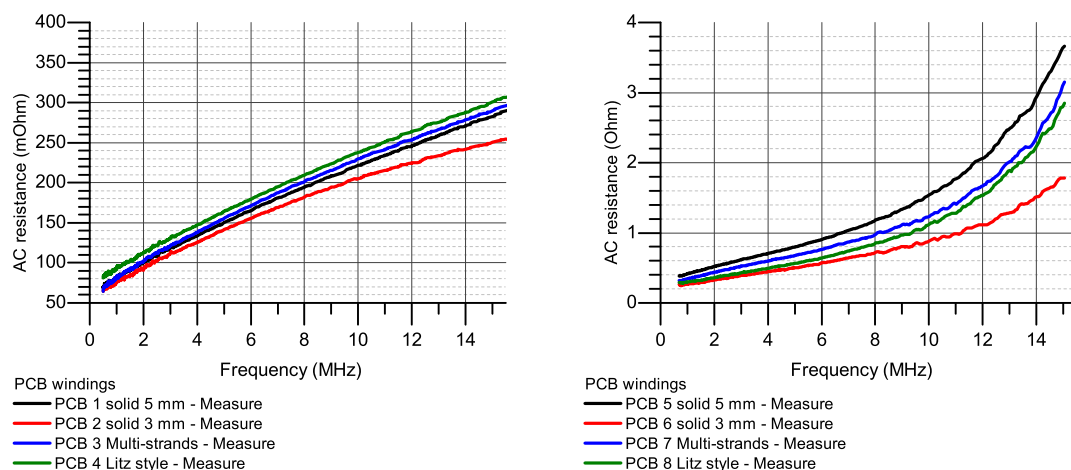 400
350
300
250
200
150
100
50
AC resistance (mOhm)
0 2 4 6 8 10 12 14
Frequency (MHz)
PCB windings
PCB 1 solid 5 mm - Measure
PCB 2 solid 3 mm - Measure
PCB 3 Multi-strands - Measure
PCB 4 Litz style - Measure
4
3
2
1
0
AC resistance (Ohm)
0 2 4 6 8 10 12 14
Frequency (MHz)
PCB windings
PCB 5 solid 5 mm - Measure
PCB 6 solid 3 mm - Measure
PCB 7 Multi-strands - Measure
PCB 8 Litz style - Measure